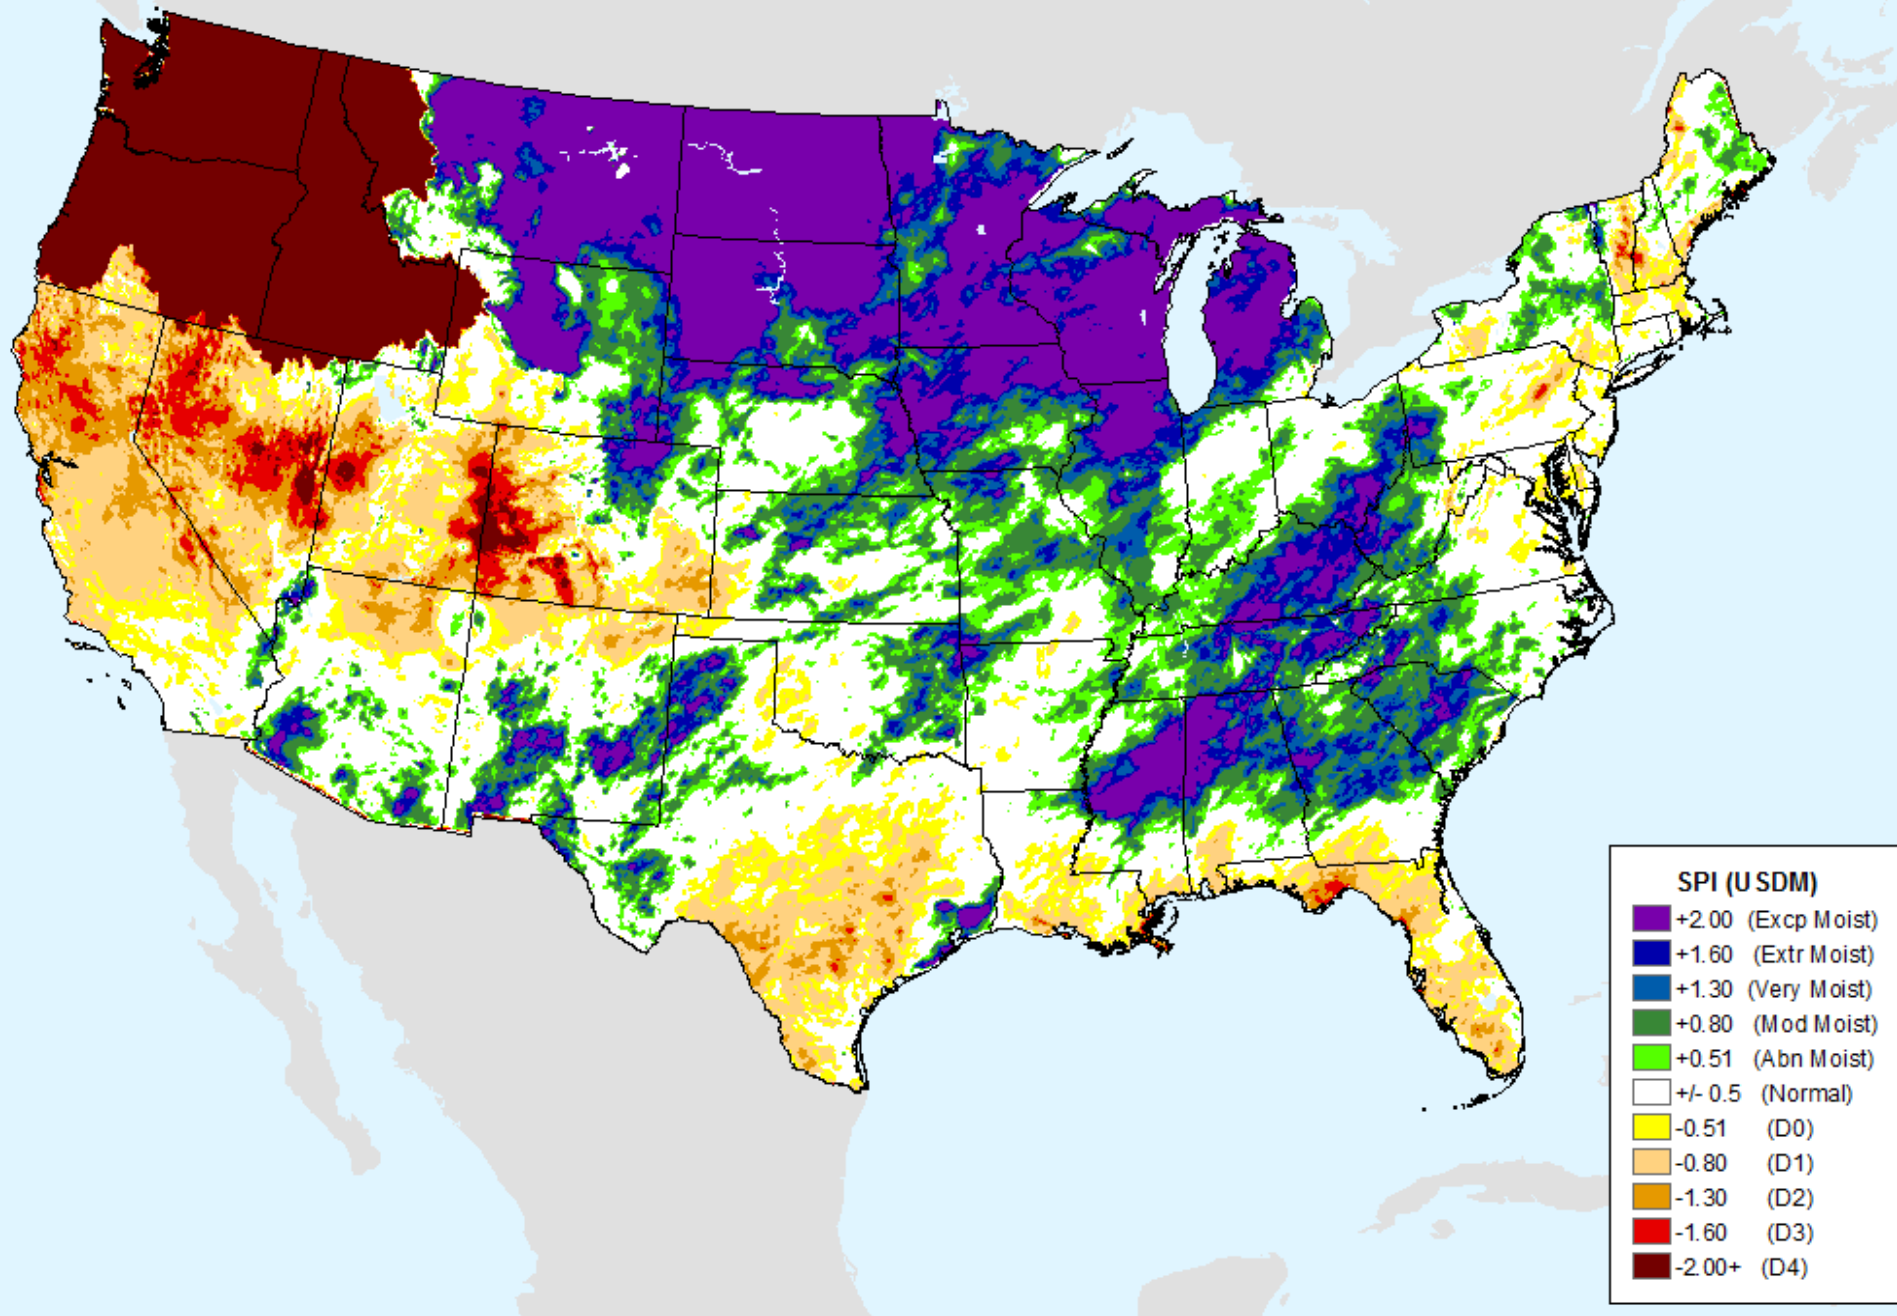 SPI (USDM)
+2.00 (Excp Moist)
+1.60 (Extr Moist)
+1.30 (Very Moist)
+0.80 (Mod Moist)
+0.51 (Abn Moist)
+/- 0.5 (Normal)
-0.51 (D0)
-0.80 (D1)
-1.30 (D2)
-1.60 (D3)
-2.00+ (D4)